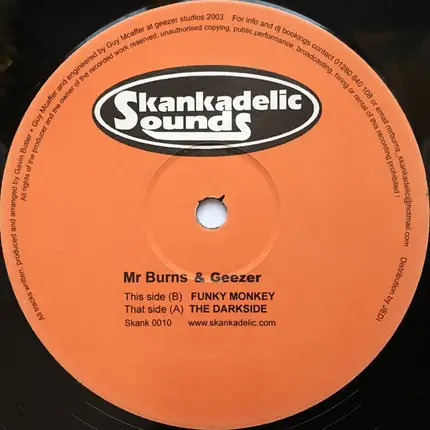 All tracks written, produced and arranged by Gavin Butler + Guy Mcaffer and engineered by Guy Mcaffer at geezer studios 2003 For info and dj bookings contact 01280 840 108 or email mrburns_skankadelic@hotmail.com Distribution by JEDI
All rights of the producer and the owner of the recorded work reserved, unauthorised copying, public performance, broadcasting, hiring or rental of this recording prohibited !
Skankadelic
Sounds
Mr Burns & Geezer
This side (B) FUNKY MONKEY
That side (A) THE DARKSIDE
Skank 0010 www.skankadelic.com